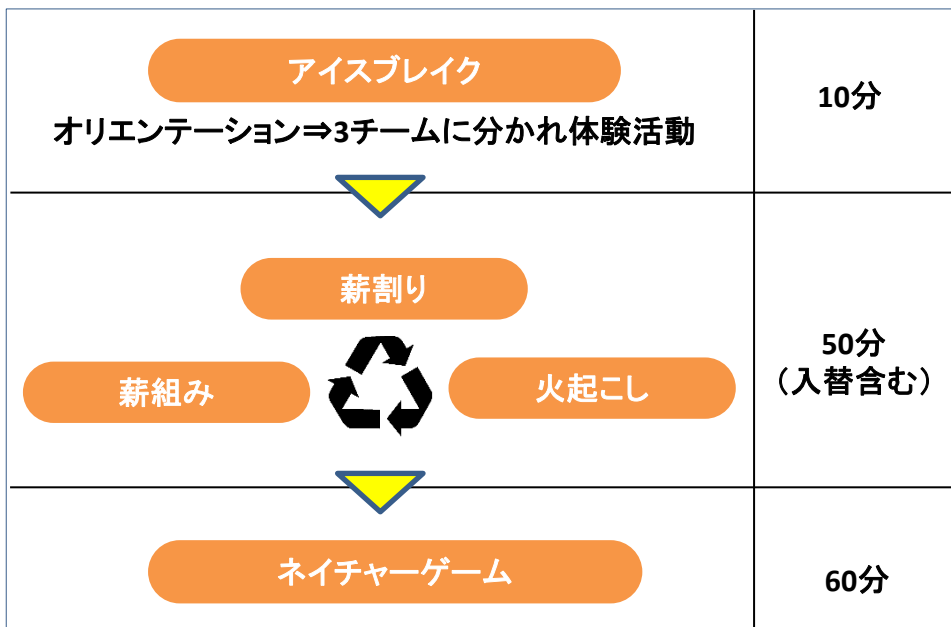 アイスブレイク
オリエンテーション⇒3チームに分かれ体験活動
10分
薪割り
薪組み
火起こし
50分
（入替含む）
ネイチャーゲーム
60分